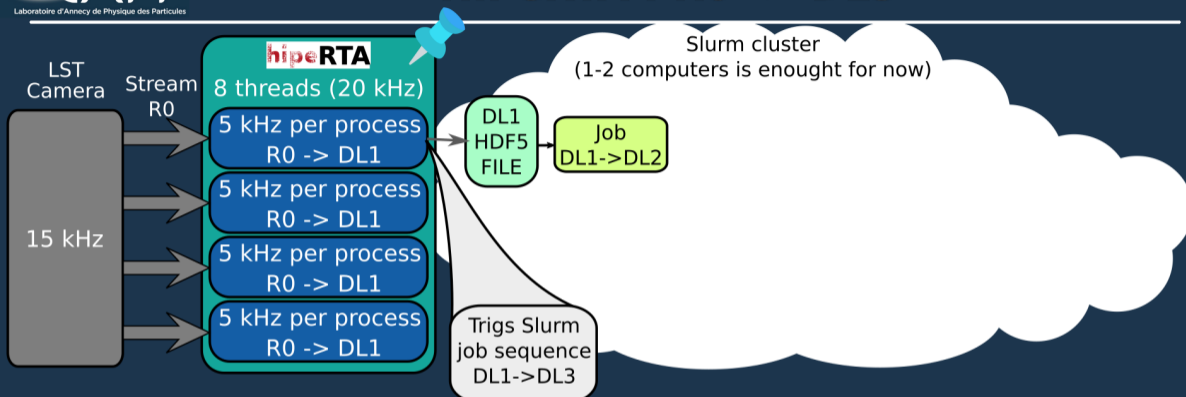 Laboratoire d'Annecy de Physique des Particules
LST
Camera
15 kHz
Stream
R0
hipeRTA
8 threads (20 kHz)
5 kHz per process
R0 -> DL1
5 kHz per process
R0 -> DL1
5 kHz per process
R0 -> DL1
5 kHz per process
R0 -> DL1
Slurm cluster
(1-2 computers is enought for now)
DL1
HDF5
FILE
Job
DL1->DL2
Trigs Slurm
job sequence
DL1->DL3